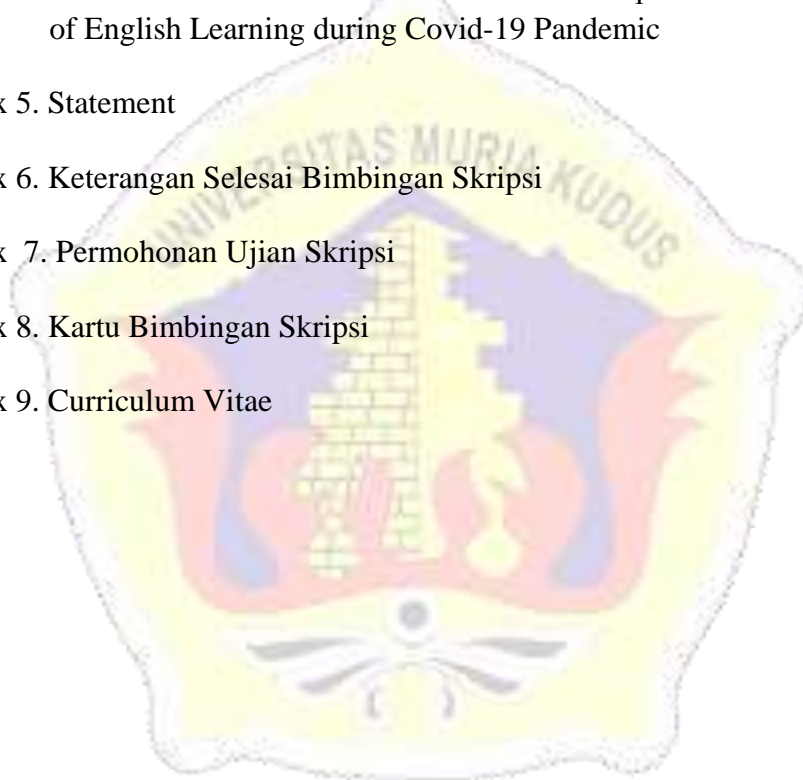 of English Learning during Covid-19 Pandemic
x 5. Statement
x 6. Keterangan Selesai Bimbingan Skripsi
x 7. Permohonan Ujian Skripsi
x 8. Kartu Bimbingan Skripsi
x 9. Curriculum Vitae
UNIVERSITAS MURIA KUDUS